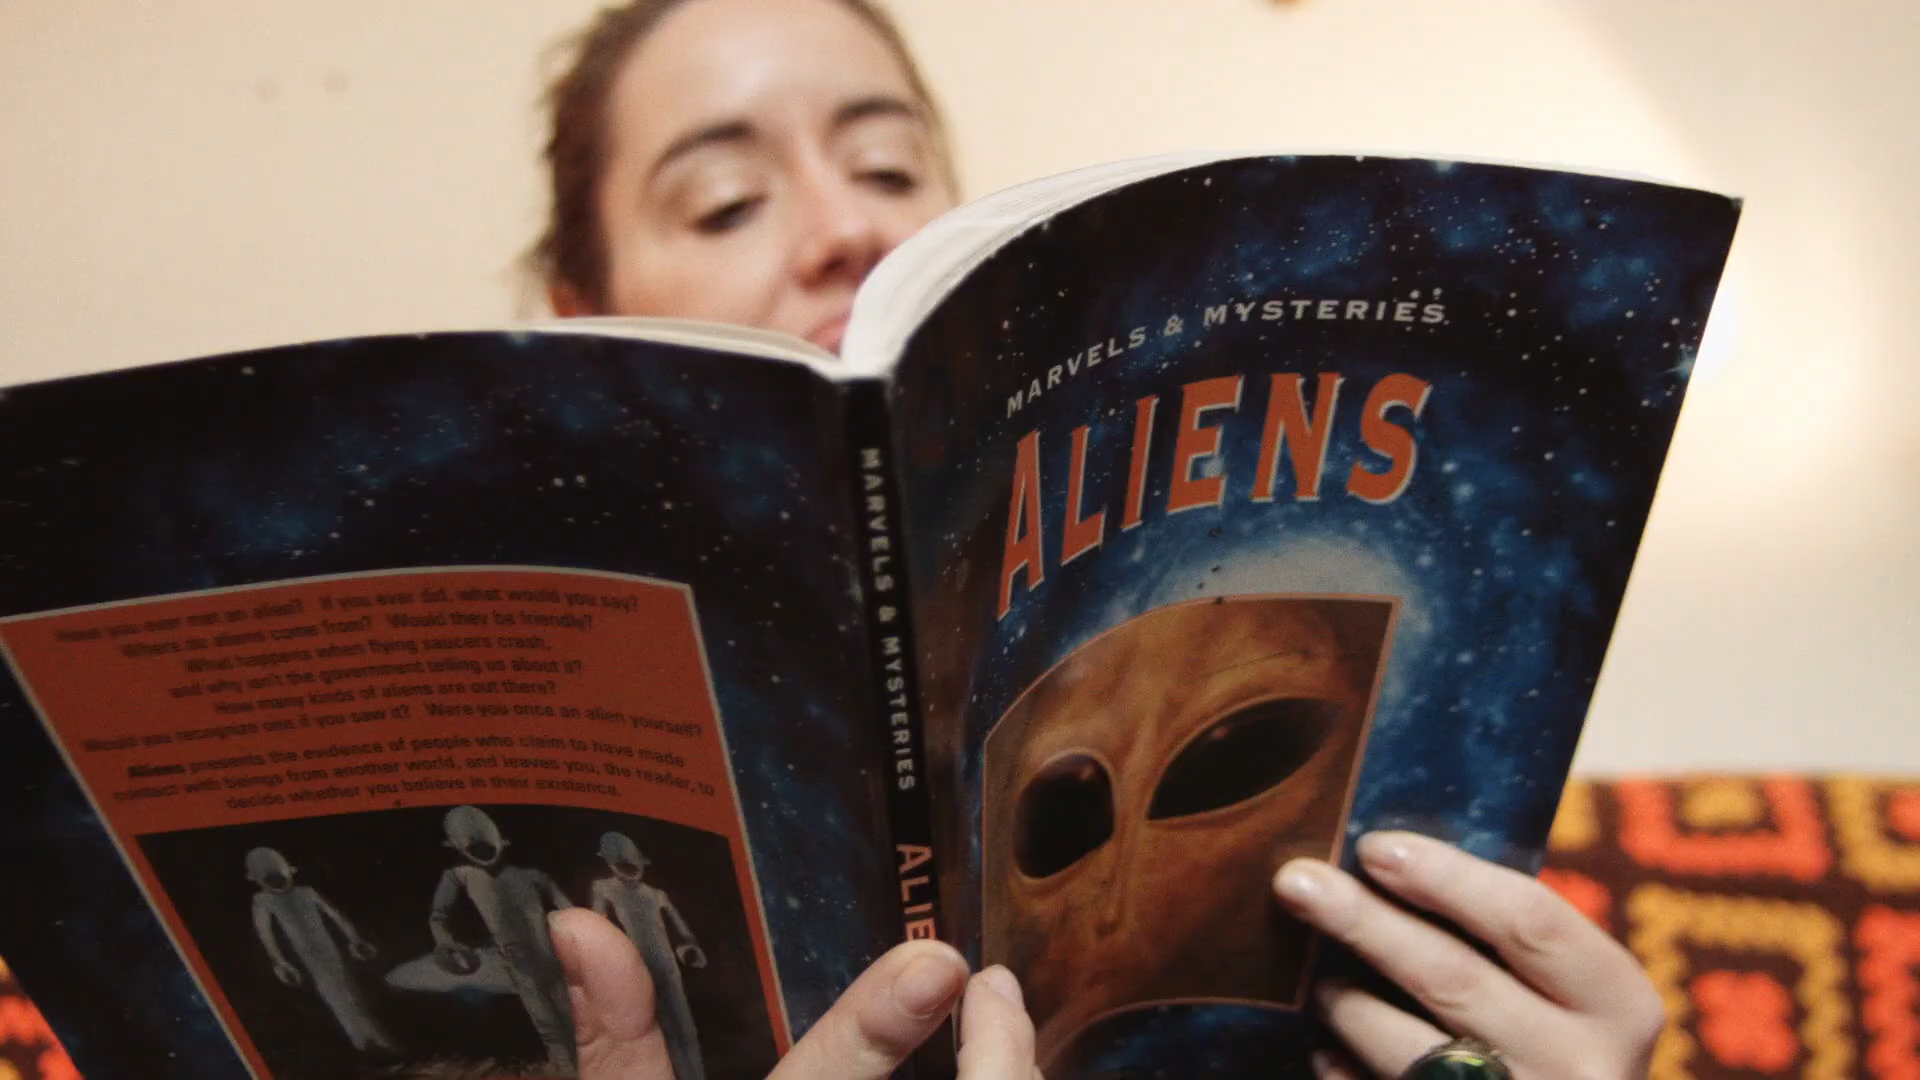 MARVELS & MYSTERIES
ALIENS
MARVELS & MYSTERIES ALIE
Have you ever met an alien? If you ever did, what would you say?
Where do aliens come from? Would they be friendly?
What happens when flying saucers crash,
and why isn't the government telling us about it?
How many kinds of aliens are out there?
Would you recognize one if you saw it? Were you once an alien yourself?
Aliens presents the evidence of people who claim to have made
contact with beings from another world, and leaves you, the reader, to
decide whether you believe in their existence.